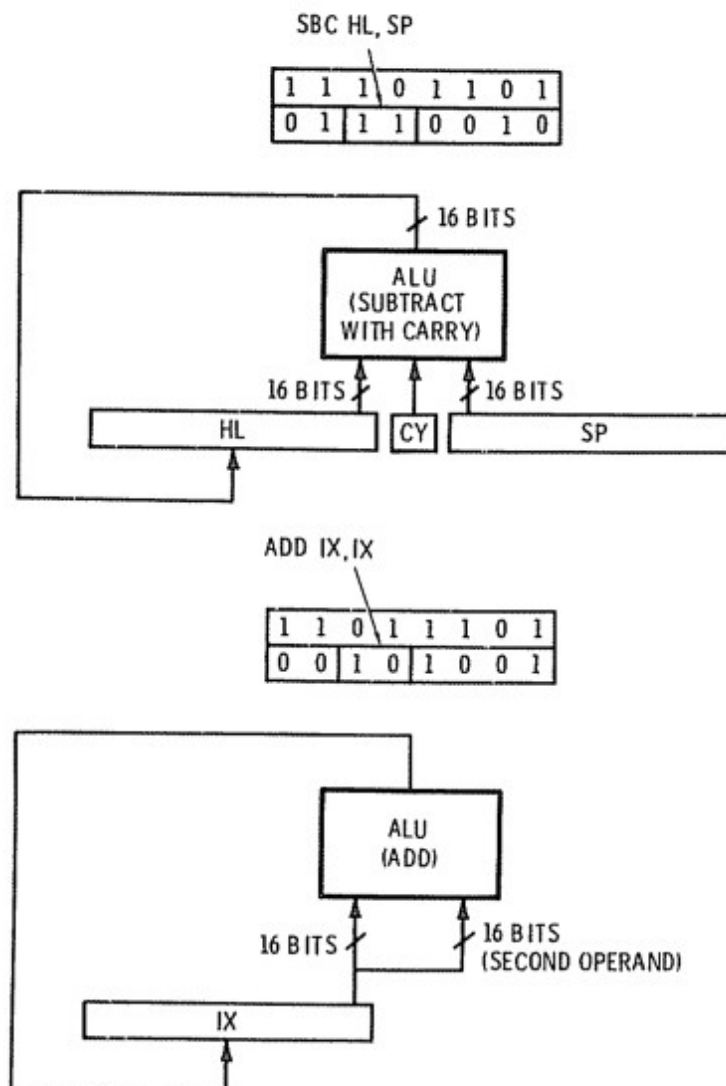 SBC HL, SP
1 1 1 0 1 1 0 1
0 1 1 1 0 0 1 0
16 BITS
ALU
(SUBTRACT
WITH CARRY)
16 BITS
16 BITS
HL
CY
SP
ADD IX, IX
1 1 0 1 1 1 0 1
0 0 1 0 1 0 0 1
ALU
(ADD)
16 BITS
16 BITS
(SECOND OPERAND)
IX